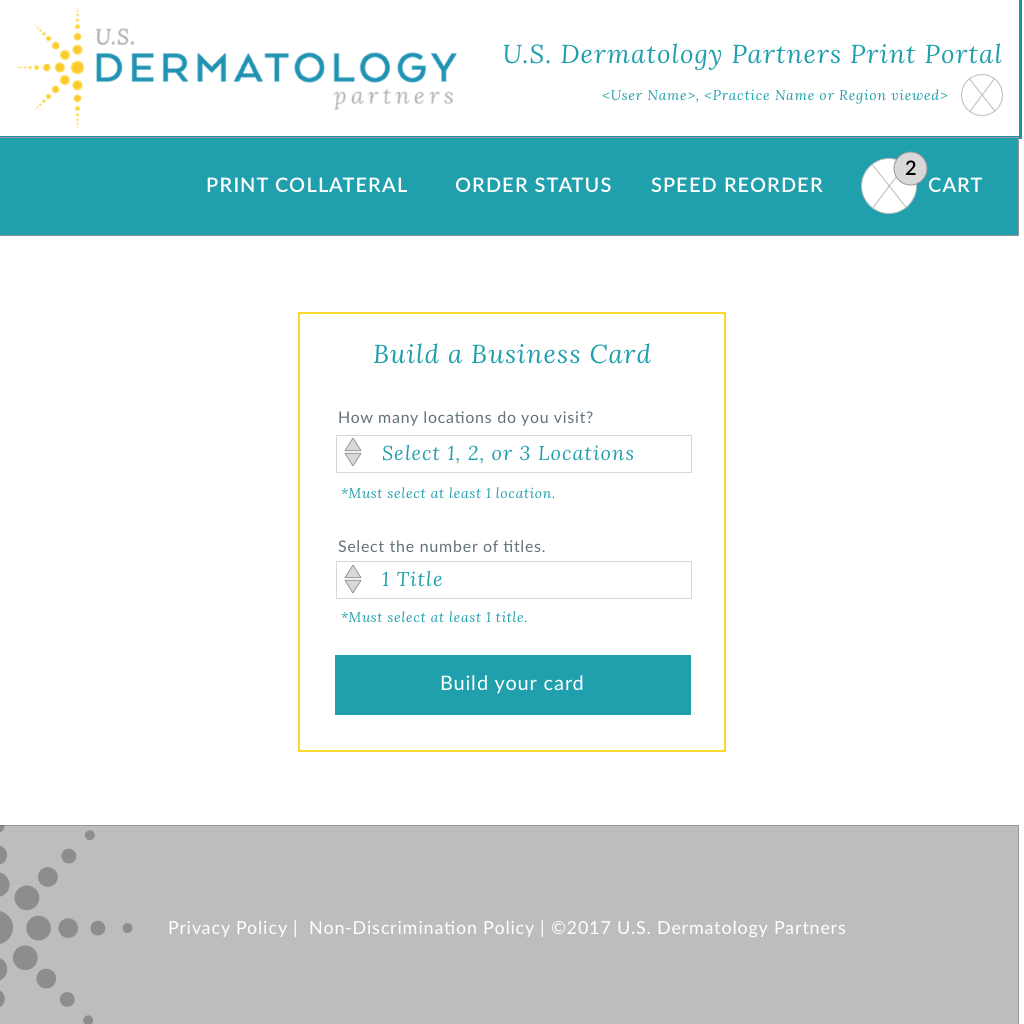 U.S.
DERMATOLOGY
partners
U.S. Dermatology Partners Print Portal
<User Name>, <Practice Name or Region viewed>
PRINT COLLATERAL ORDER STATUS SPEED REORDER 2 CART
Build a Business Card
How many locations do you visit?
Select 1, 2, or 3 Locations
*Must select at least 1 location.
Select the number of titles.
1 Title
*Must select at least 1 title.
Build your card
Privacy Policy | Non-Discrimination Policy | ©2017 U.S. Dermatology Partners